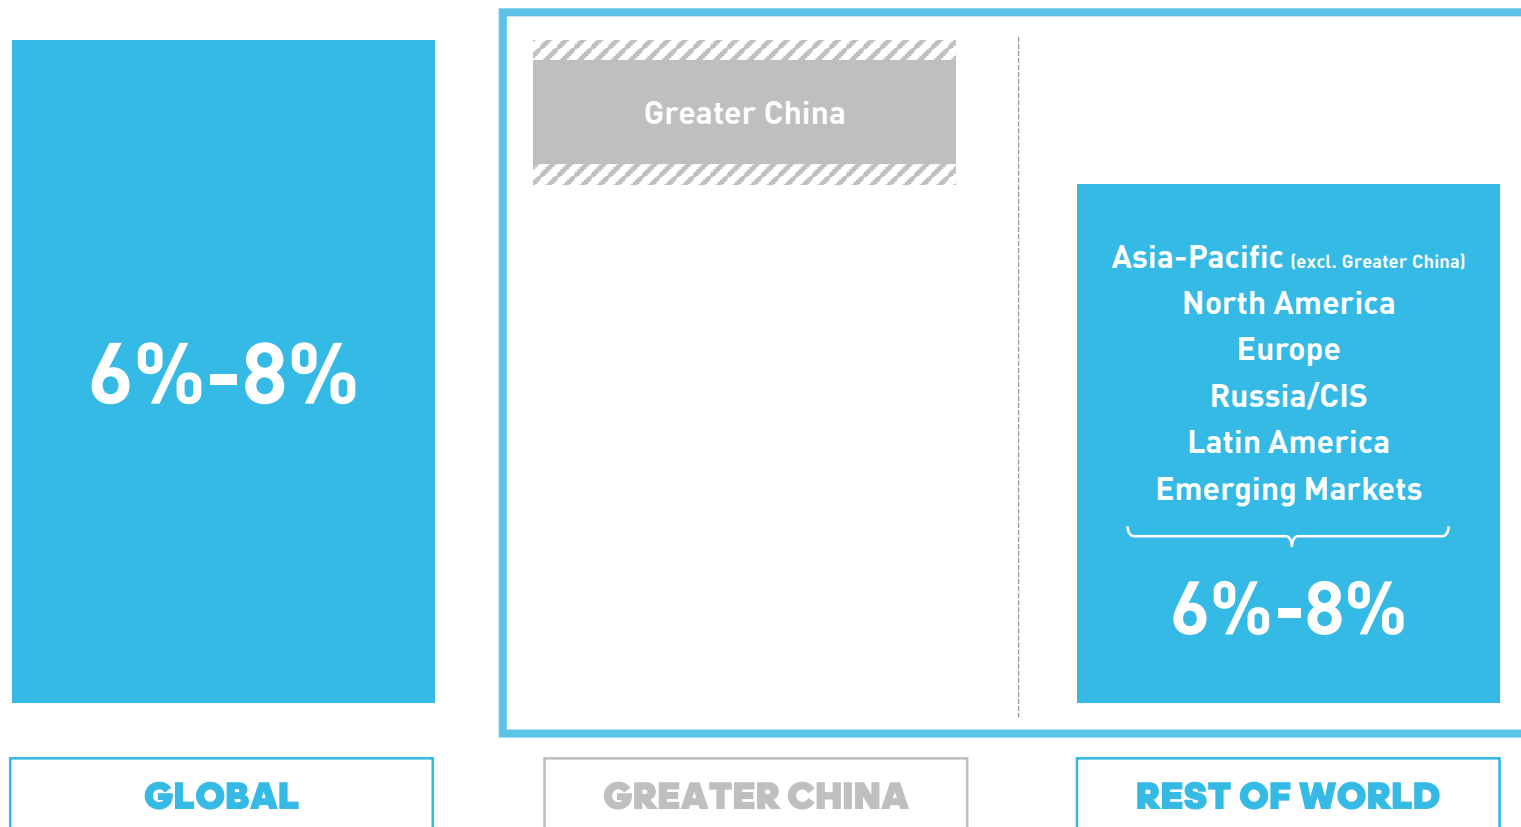 6%-8%
Greater China
Asia-Pacific (excl. Greater China)
North America
Europe
Russia/CIS
Latin America
Emerging Markets
6%-8%
GLOBAL
GREATER CHINA
REST OF WORLD